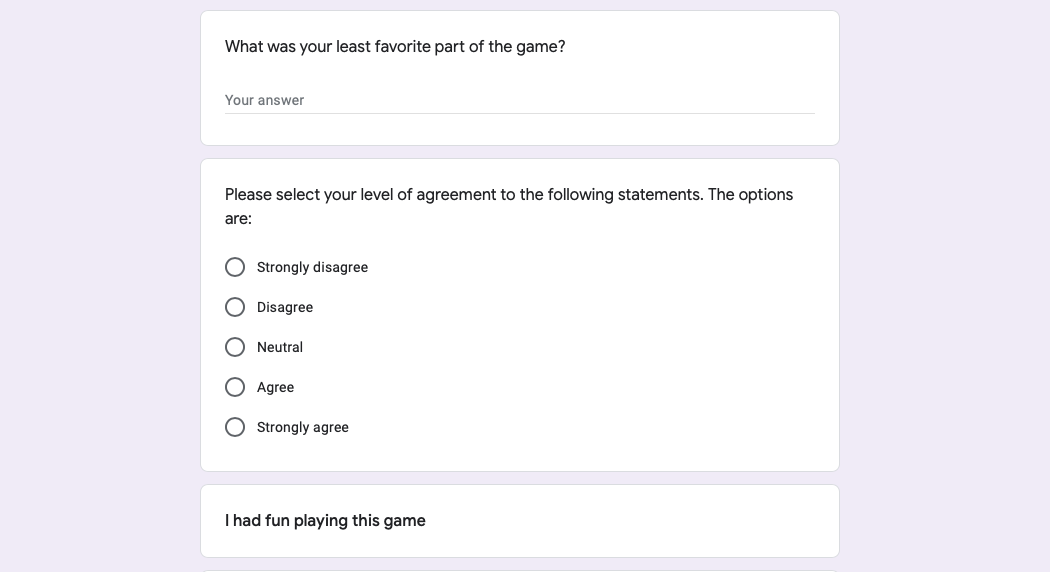 What was your least favorite part of the game?
Your answer
Please select your level of agreement to the following statements. The options
are:
Strongly disagree
Disagree
Neutral
Agree
Strongly agree
I had fun playing this game